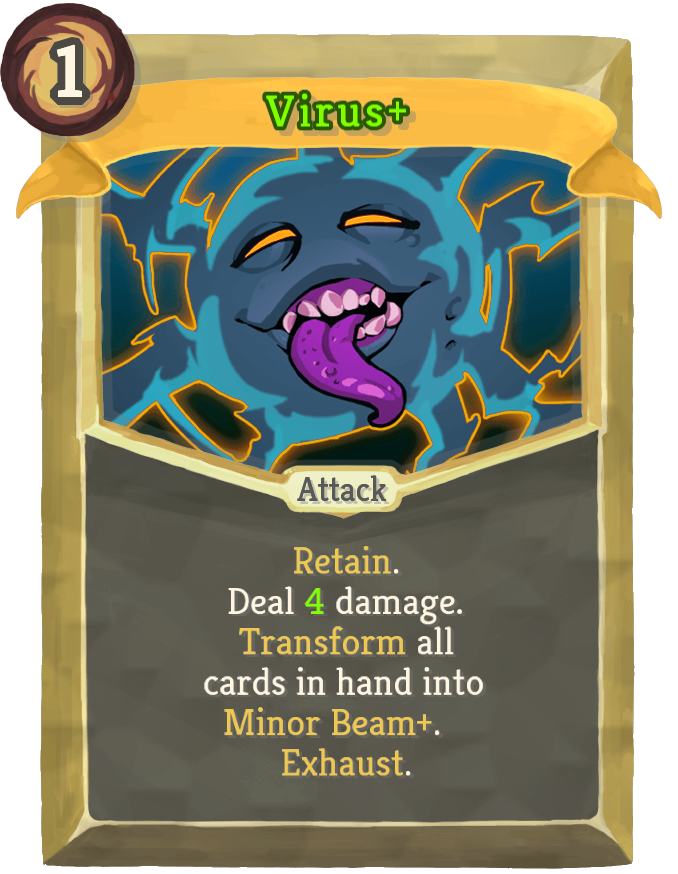 1
Virus+
Attack
Retain.
Deal 4 damage.
Transform all
cards in hand into
Minor Beam+.
Exhaust.